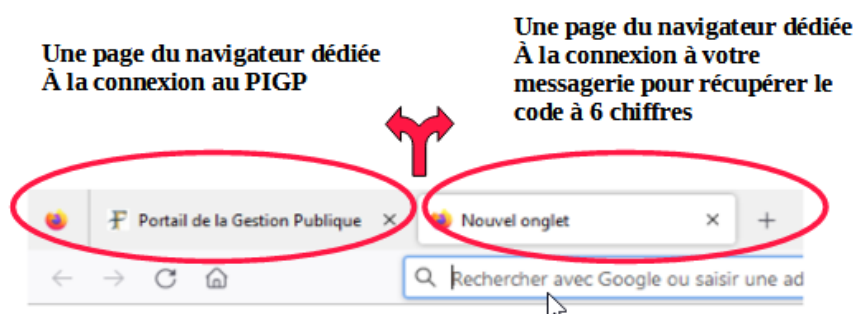 Une page du navigateur dédiée
À la connexion au PIGP
Une page du navigateur dédiée
À la connexion à votre
messagerie pour récupérer le
code à 6 chiffres
Portail de la Gestion Publique
Nouvel onglet
Rechercher avec Google ou saisir une ad